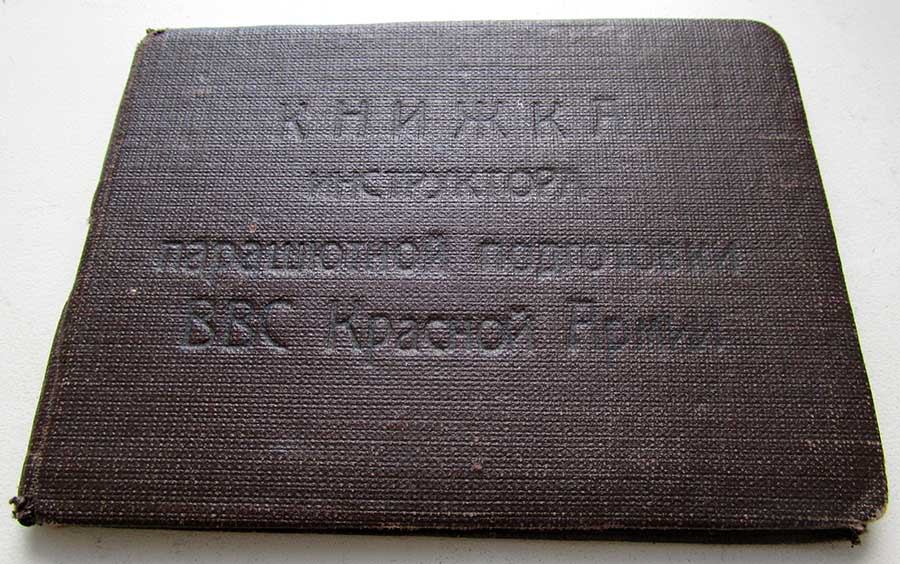 КНИЖКА
ИНСТРУКТОРА
парашютной подготовки
ВВС Красной Армии